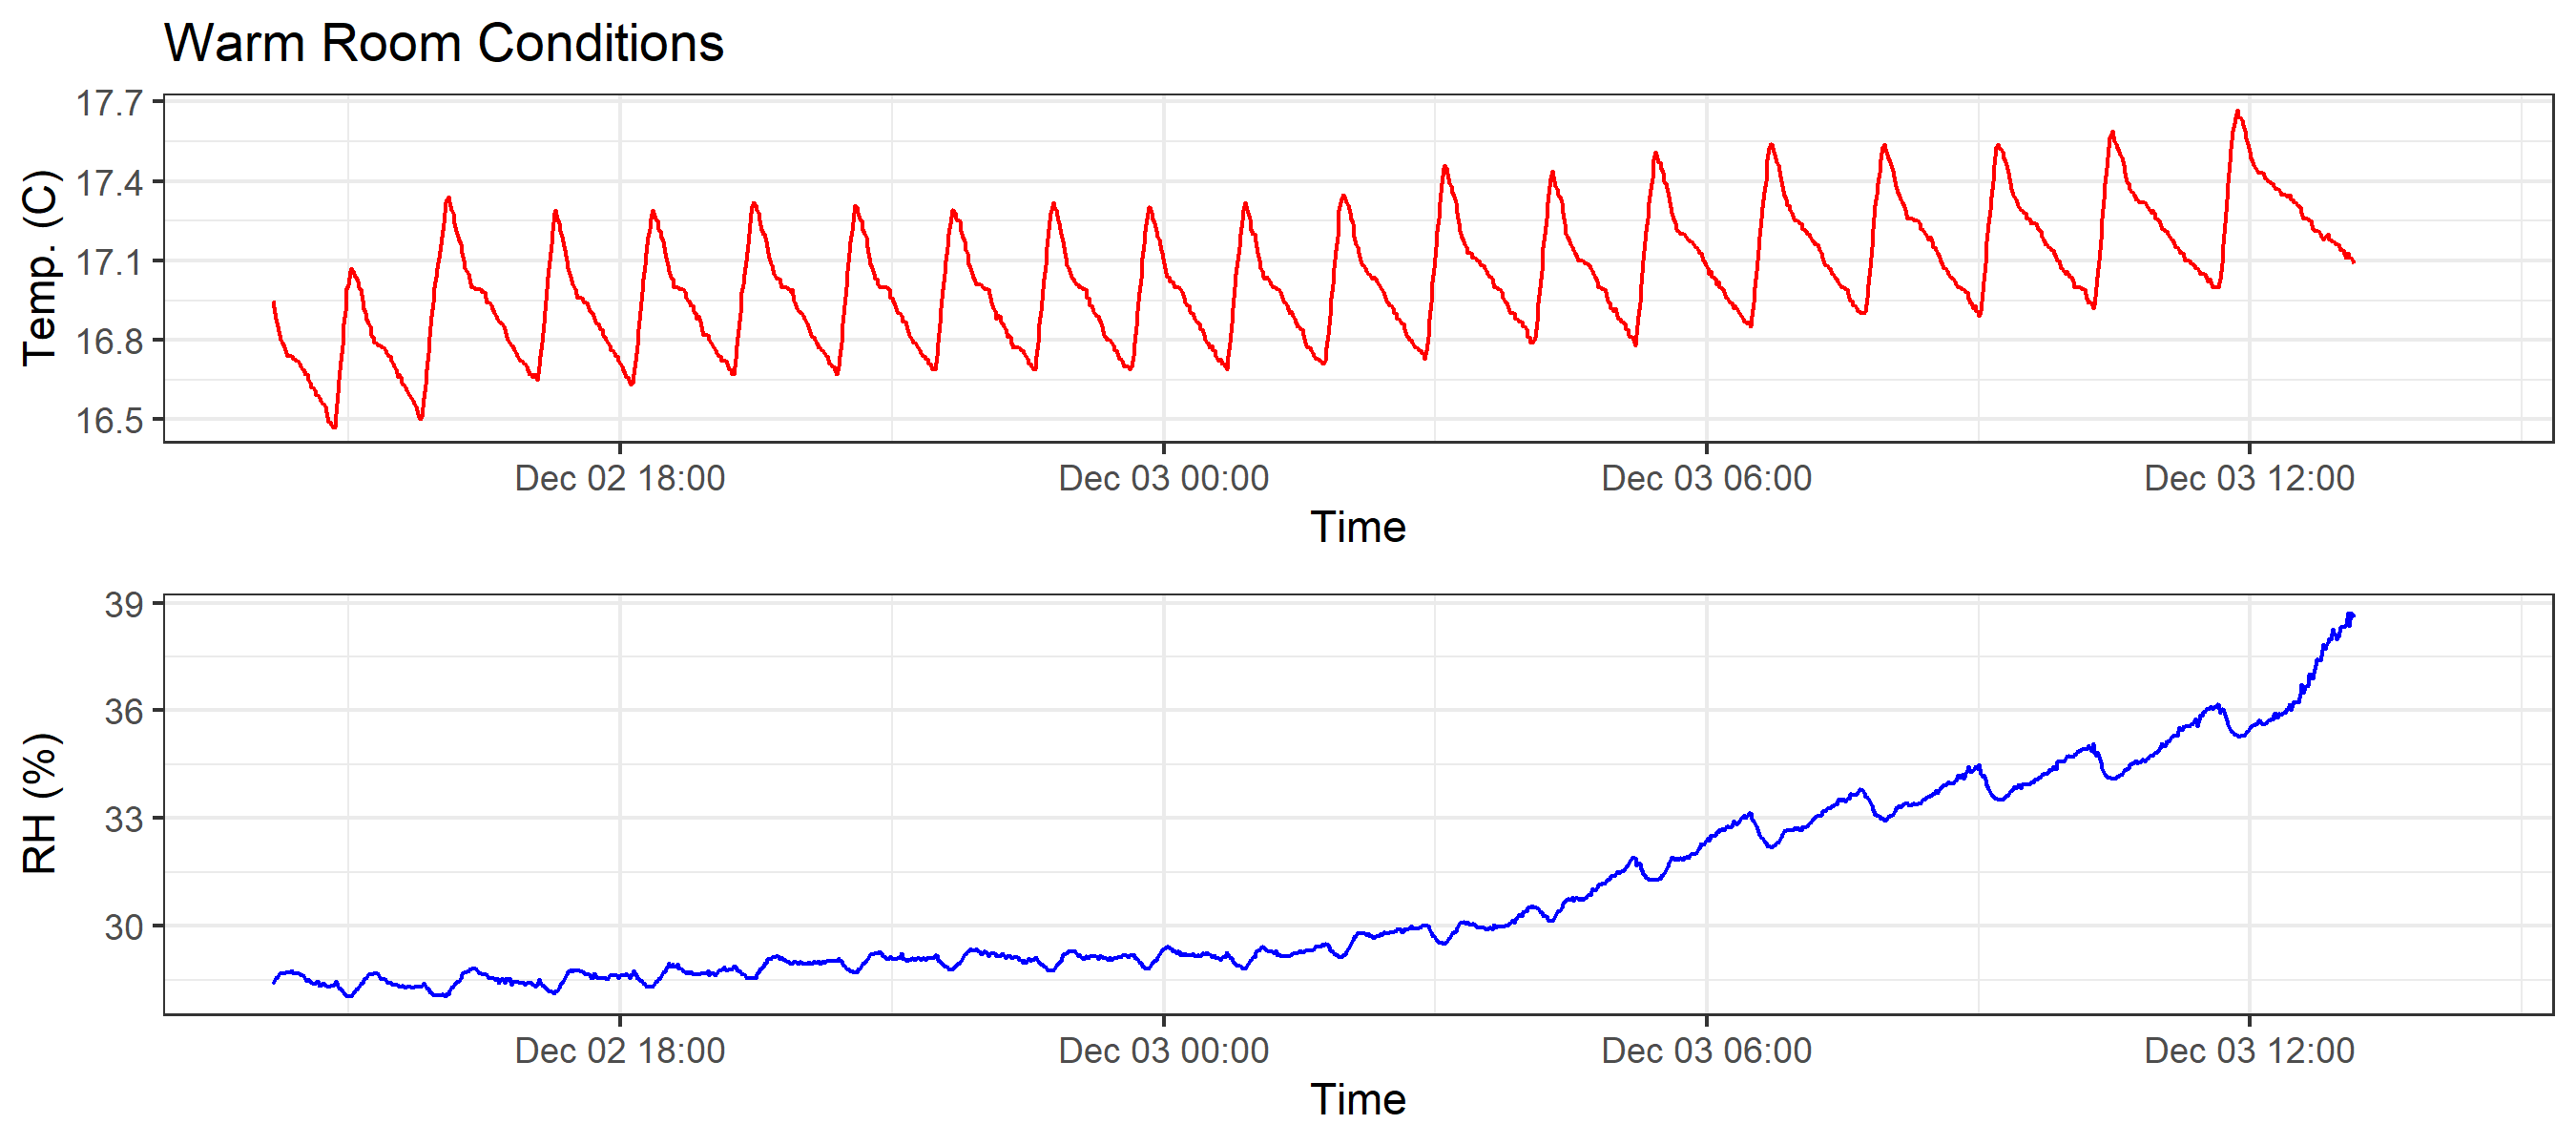 Warm Room Conditions
17.7
17.4
17.1
16.8
16.5
Temp. (C)
Dec 02 18:00 Dec 03 00:00 Dec 03 06:00 Dec 03 12:00
Time
39
36
33
30
RH (%)
Dec 02 18:00 Dec 03 00:00 Dec 03 06:00 Dec 03 12:00
Time